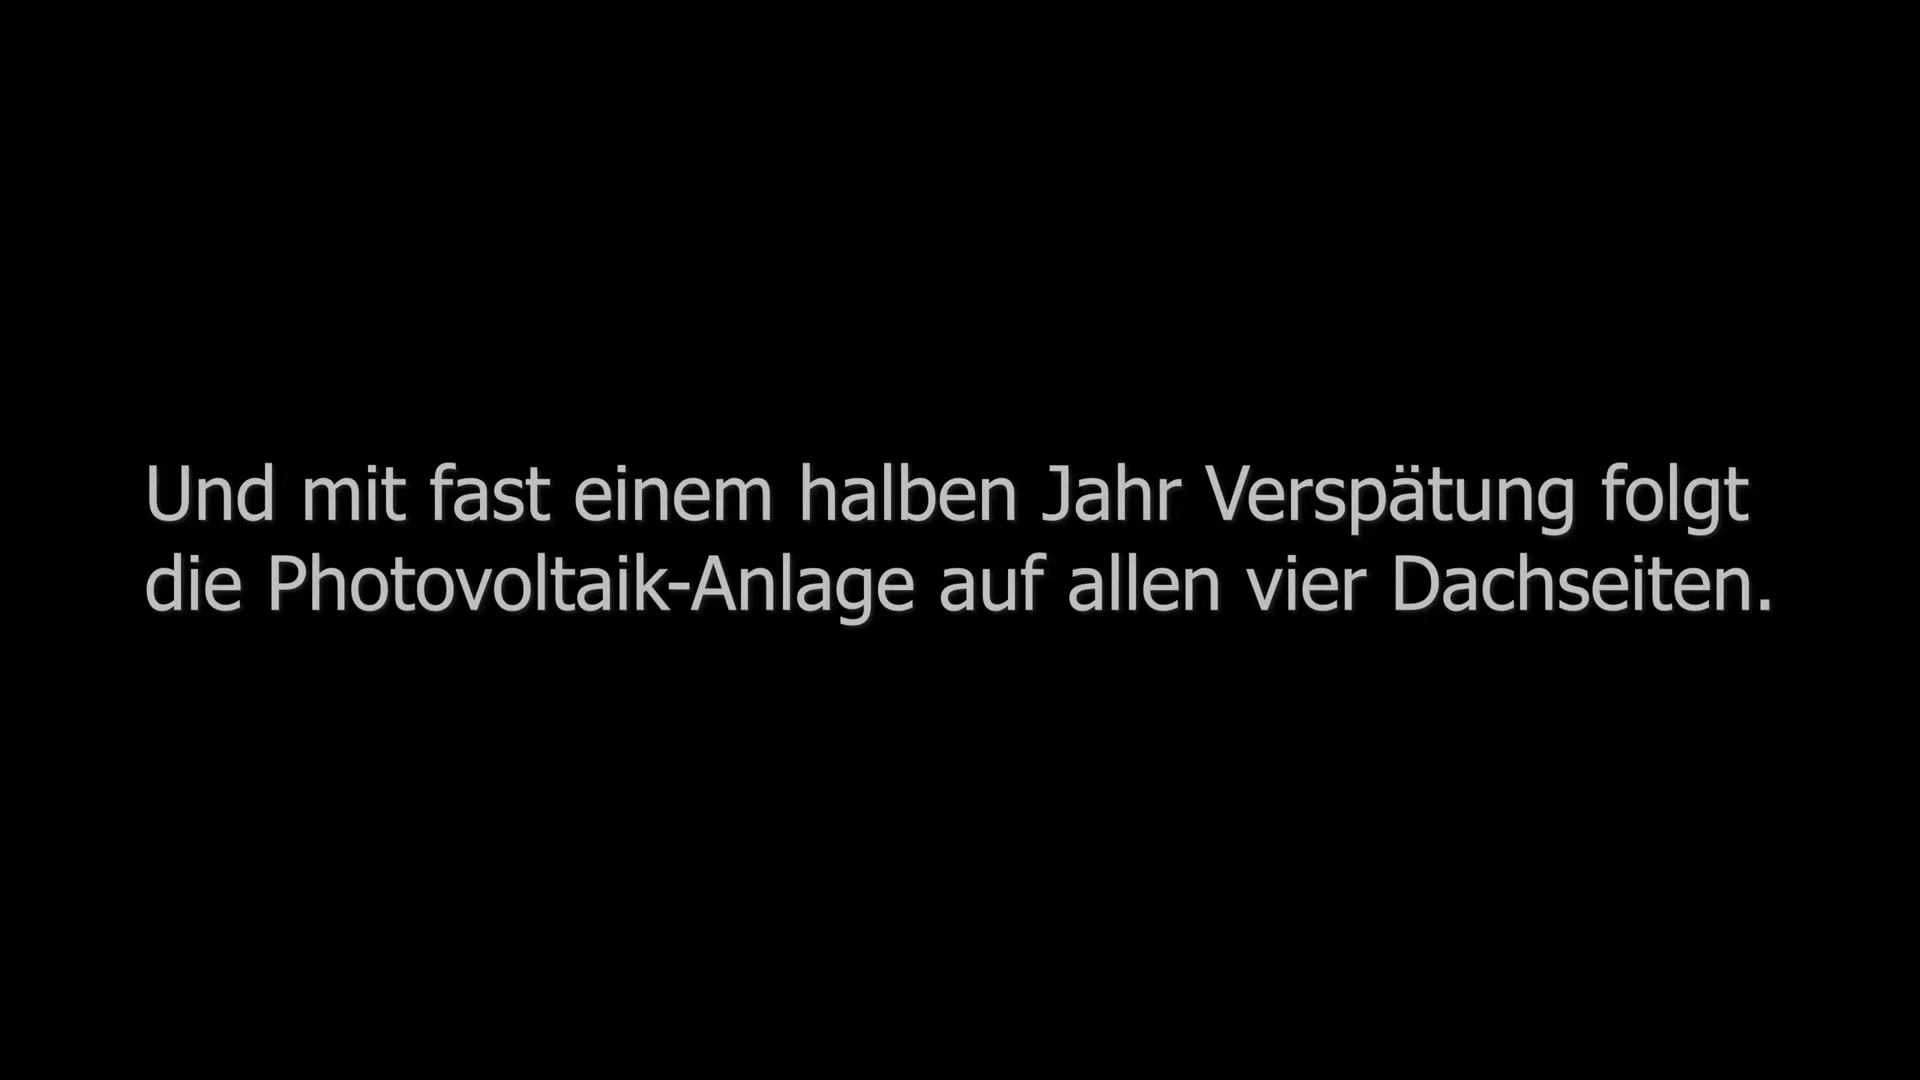 Und mit fast einem halben Jahr Verspätung folgt
die Photovoltaik-Anlage auf allen vier Dachseiten.